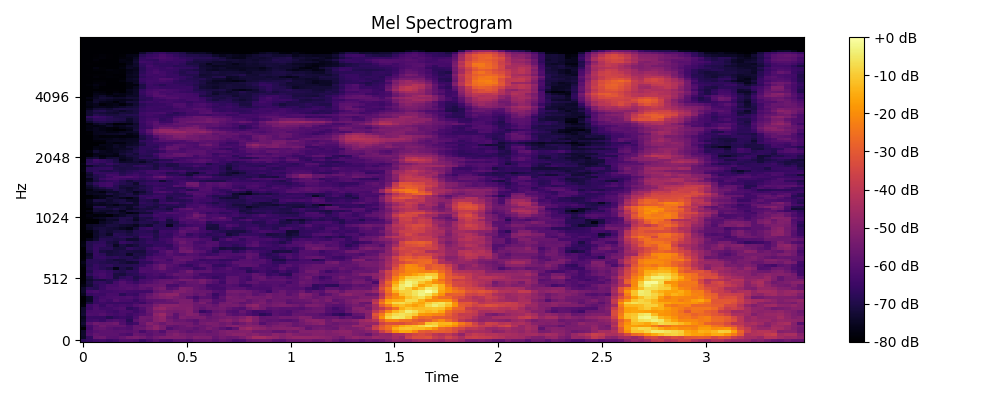 Mel Spectrogram
+0 dB
-10 dB
-20 dB
-30 dB
-40 dB
-50 dB
-60 dB
-70 dB
-80 dB
4096
2048
1024
512
0
Hz
0
0.5
1
1.5
2
2.5
3
Time